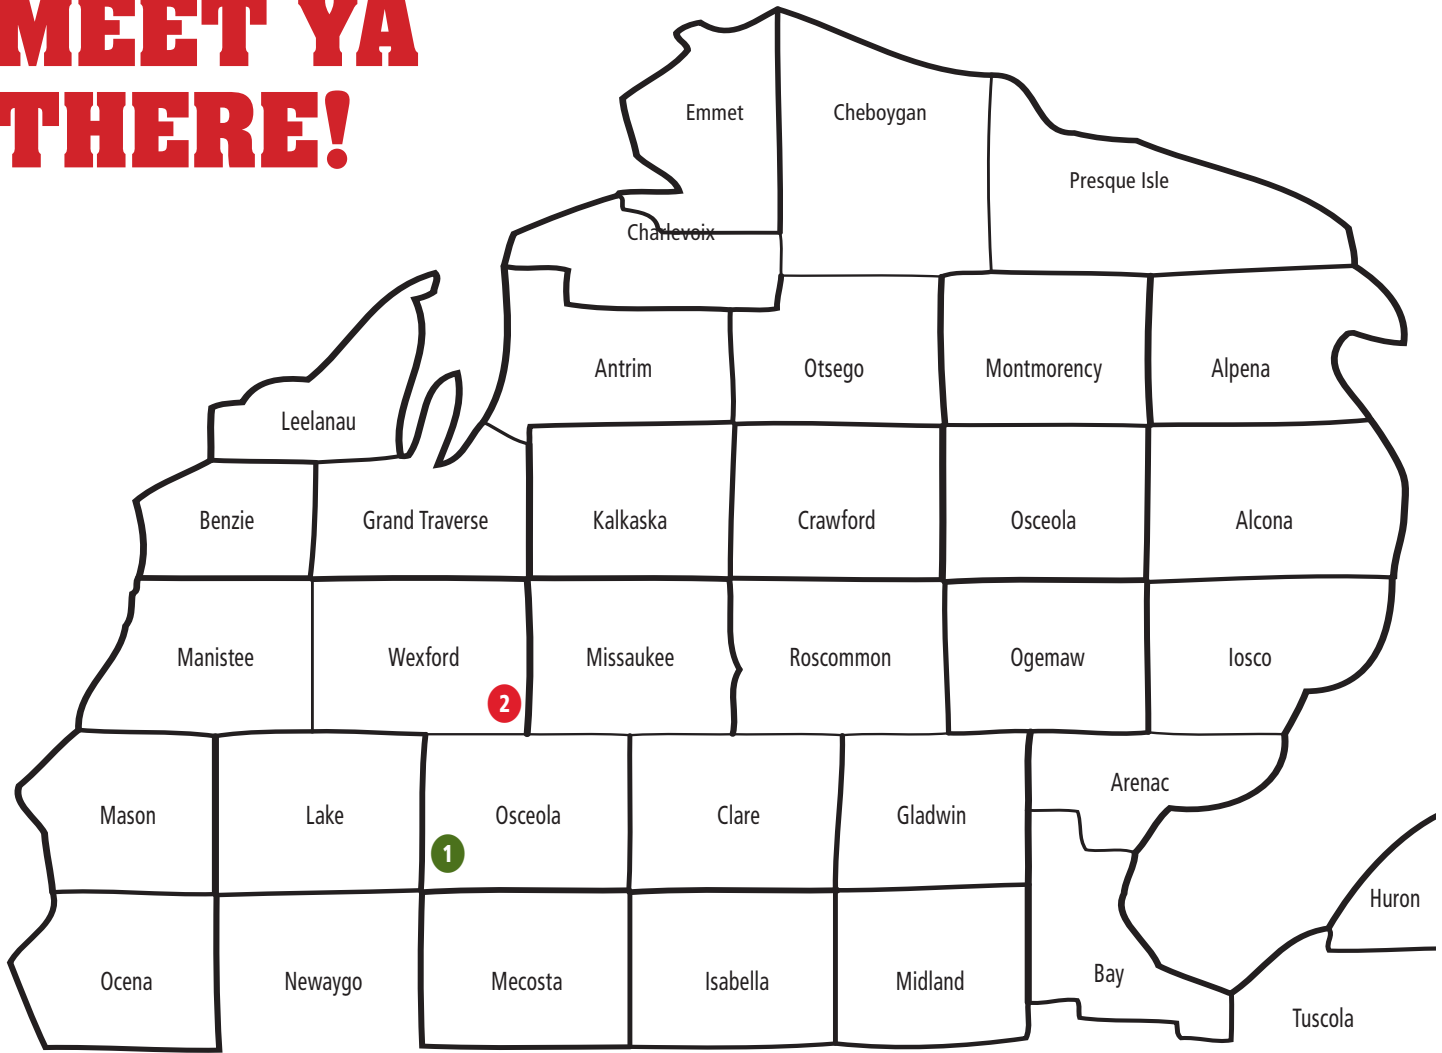 MEET YA
THERE!
Emmet
Cheboygan
Presque Isle
Charlevoix
Antrim
Otsego
Montmorency
Alpena
Leelanau
Benzie
Grand Traverse
Kalkaska
Crawford
Osceola
Alcona
Manistee
Wexford
Missaukee
Roscommon
Ogemaw
Iosco
2
Mason
Lake
Osceola
Clare
Gladwin
Arenac
1
Huron
Ocena
Newaygo
Mecosta
Isabella
Midland
Bay
Tuscola